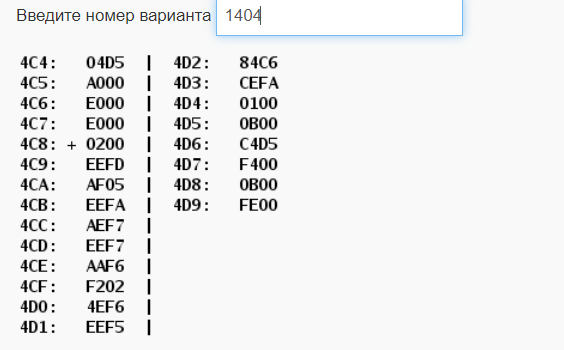 Введите номер варианта 1404
4C4: 04D5 | 4D2: 84C6
4C5: A000 | 4D3: CEFA
4C6: E000 | 4D4: 0100
4C7: E000 | 4D5: 0B00
4C8: + 0200 | 4D6: C4D5
4C9: EEFD | 4D7: F400
4CA: AF05 | 4D8: 0B00
4CB: EEFA | 4D9: FE00
4CC: AEF7 |
4CD: EEF7 |
4CE: AAF6 |
4CF: F202 |
4D0: 4EF6 |
4D1: EEF5 |